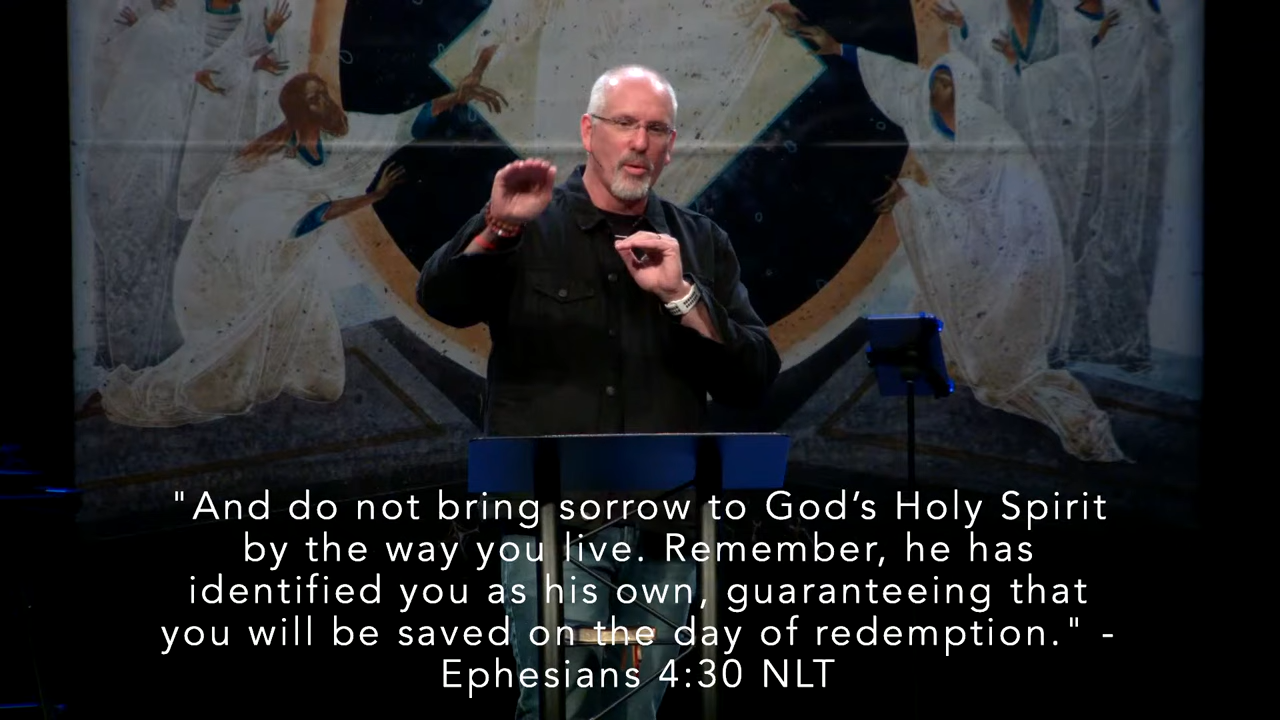 "And do not bring sorrow to God’s Holy Spirit
by the way you live. Remember, he has
identified you as his own, guaranteeing that
you will be saved on the day of redemption." -
Ephesians 4:30 NLT